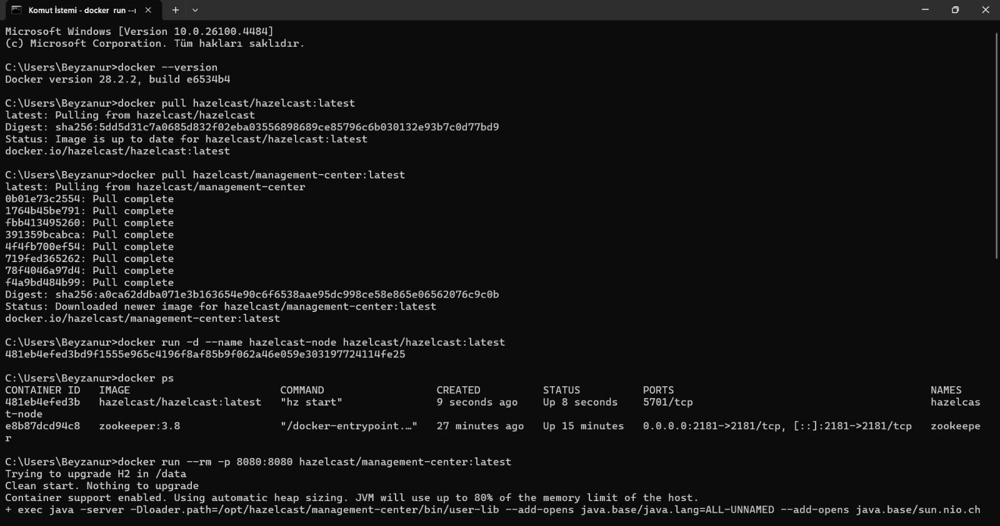 Komut İstemi - docker run --r
Microsoft Windows [Version 10.0.26100.4484]
(c) Microsoft Corporation. Tüm hakları saklıdır.
C:\Users\Beyzanur>docker --version
Docker version 28.2.2, build e6534b4
C:\Users\Beyzanur>docker pull hazelcast/hazelcast:latest
latest: Pulling from hazelcast/hazelcast
Digest: sha256:5dd5d31c7a0685d832f02eba03556898689ce85796c6b030132e93b7c0d77bd9
Status: Image is up to date for hazelcast/hazelcast:latest
docker.io/hazelcast/hazelcast:latest
C:\Users\Beyzanur>docker pull hazelcast/management-center:latest
latest: Pulling from hazelcast/management-center
0b01e73c2554: Pull complete
1764b45be791: Pull complete
fbb413495260: Pull complete
391359bcabca: Pull complete
4f4fb700ef54: Pull complete
719fed365262: Pull complete
78f4046a97d4: Pull complete
f4a9bd484b99: Pull complete
Digest: sha256:a0ca62ddba071e3b163654e90c6f6538aae95dc998ce58e865e06562076c9c0b
Status: Downloaded newer image for hazelcast/management-center:latest
docker.io/hazelcast/management-center:latest
C:\Users\Beyzanur>docker run -d --name hazelcast-node hazelcast/hazelcast:latest
481eb4efed3bd9f1555e965c4196f8af85b9f062a46e059e303197724114fe25
C:\Users\Beyzanur>docker ps
CONTAINER ID   IMAGE                        COMMAND                  CREATED          STATUS          PORTS                                         NAMES
481eb4efed3b   hazelcast/hazelcast:latest   "hz start"               9 seconds ago    Up 8 seconds    5701/tcp                                      hazelcas
t-node
e8b87dcd94c8   zookeeper:3.8                "/docker-entrypoint.…"   27 minutes ago   Up 15 minutes   0.0.0.0:2181->2181/tcp, [::]:2181->2181/tcp   zookeepe
r
C:\Users\Beyzanur>docker run --rm -p 8080:8080 hazelcast/management-center:latest
Trying to upgrade H2 in /data
Clean start. Nothing to upgrade
Container support enabled. Using automatic heap sizing. JVM will use up to 80% of the memory limit of the host.
+ exec java -server -Dloader.path=/opt/hazelcast/management-center/bin/user-lib --add-opens java.base/java.lang=ALL-UNNAMED --add-opens java.base/sun.nio.ch